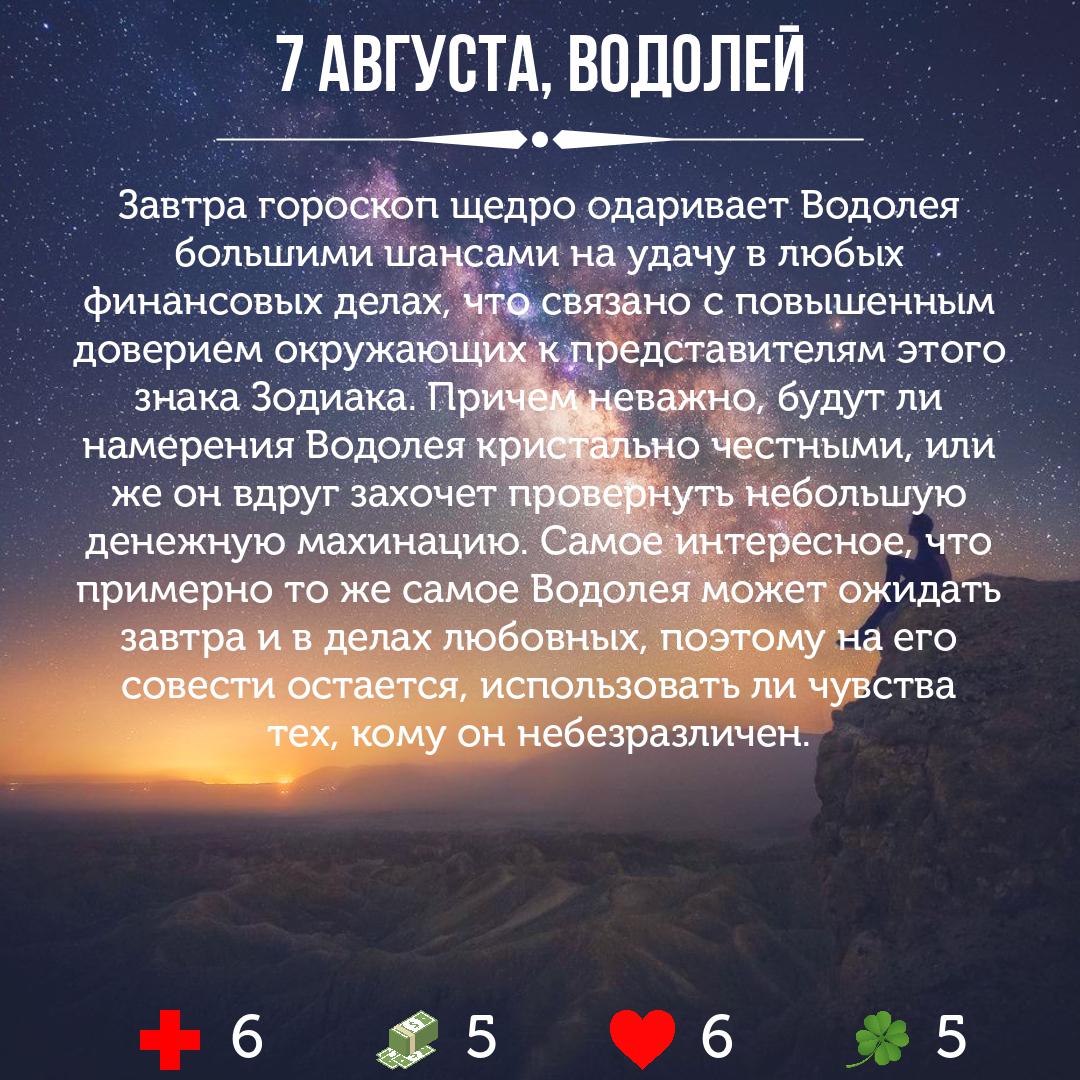 7 АВГУСТА, ВОДОЛЕЙ
Завтра гороскоп щедро одаривает Водолея
большими шансами на удачу в любых
финансовых делах, что связано с повышенным
доверием окружающих к представителям этого
знака Зодиака. Причем неважно, будут ли
намерения Водолея кристально честными, или
же он вдруг захочет провернуть небольшую
денежную махинацию. Самое интересное, что
примерно то же самое Водолея может ожидать
завтра и в делах любовных, поэтому на его
совести остается, использовать ли чувства
тех, кому он небезразличен.
6 5 6 5